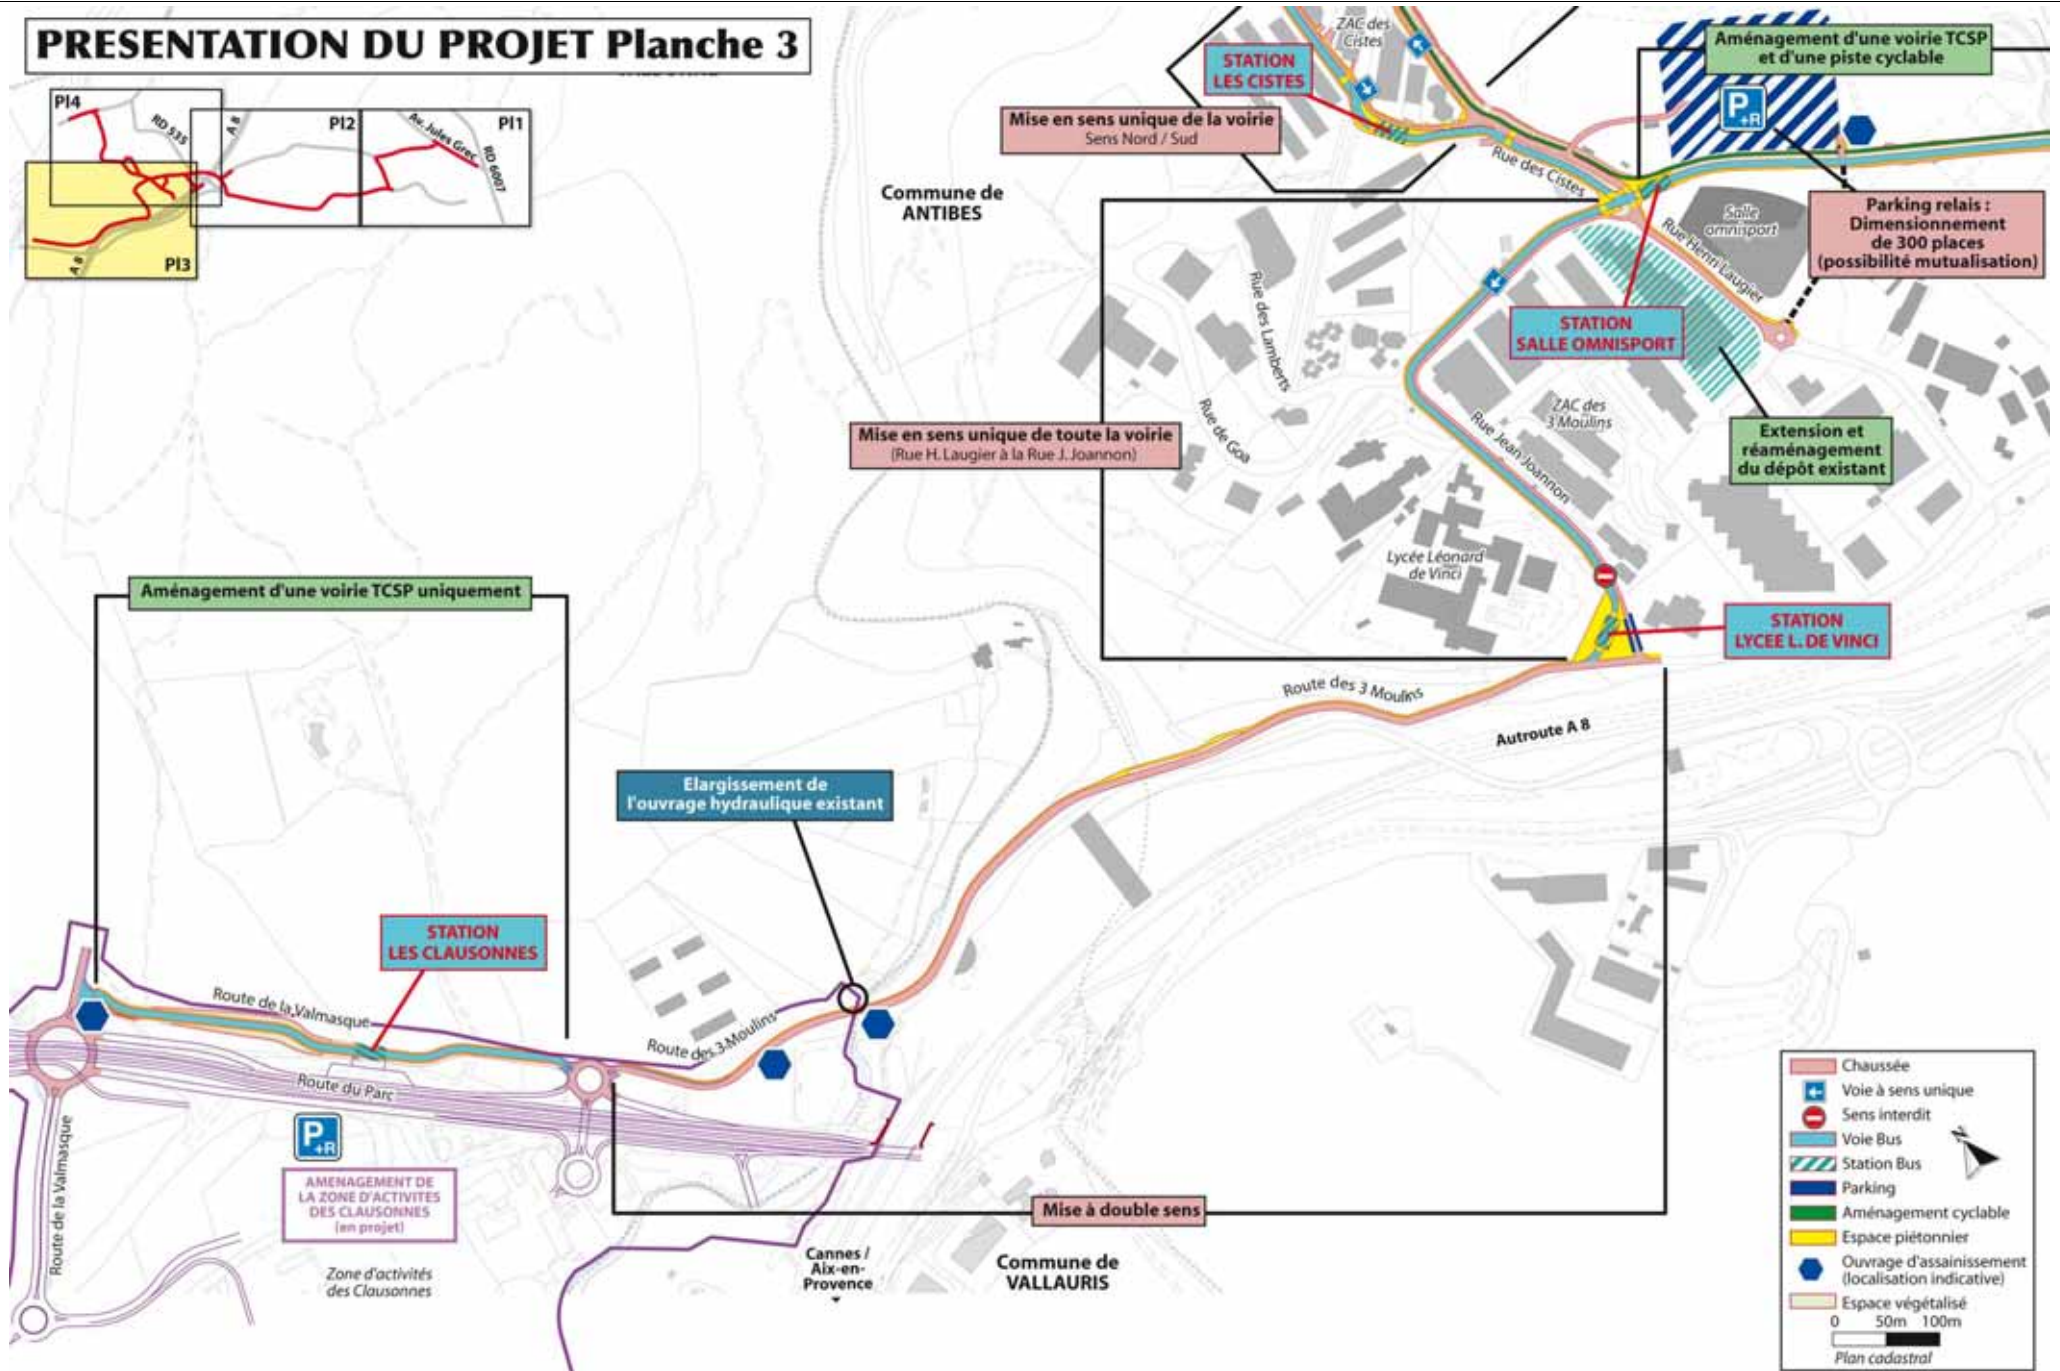 PRESENTATION DU PROJET Planche 3
Pl4
RD 535
A 8
Pl2
Av. Jules Grec
RD 6007
Pl1
Pl3
A 8
ZAC des
Cistes
STATION
LES CISTES
Mise en sens unique de la voirie
Sens Nord / Sud
Rue des Cistes
Aménagement d'une voirie TCSP
et d'une piste cyclable
P+R
Commune de
ANTIBES
Salle
omnisport
Rue Henri Laugier
Parking relais :
Dimensionnement
de 300 places
(possibilité mutualisation)
STATION
SALLE OMNISPORT
Rue des Lamberts
Rue de Goa
Mise en sens unique de toute la voirie
(Rue H. Laugier à la Rue J. Joannon)
ZAC des
3 Moulins
Rue Jean Joannon
Extension et
réaménagement
du dépôt existant
Lycée Léonard
de Vinci
STATION
LYCEE L. DE VINCI
Aménagement d'une voirie TCSP uniquement
Route des 3 Moulins
Autroute A 8
Elargissement de
l'ouvrage hydraulique existant
STATION
LES CLAUSONNES
Route de la Valmasque
Route des 3 Moulins
Route du Parc
P+R
Route de la Valmasque
AMENAGEMENT DE
LA ZONE D'ACTIVITES
DES CLAUSONNES
(en projet)
Zone d'activités
des Clausonnes
Mise à double sens
Cannes /
Aix-en-
Provence
Commune de
VALLAURIS
Chaussée
Voie à sens unique
Sens interdit
Voie Bus
Station Bus
Parking
Aménagement cyclable
Espace piétonnier
Ouvrage d'assainissement
(localisation indicative)
Espace végétalisé
N
0 50m 100m
Plan cadastral